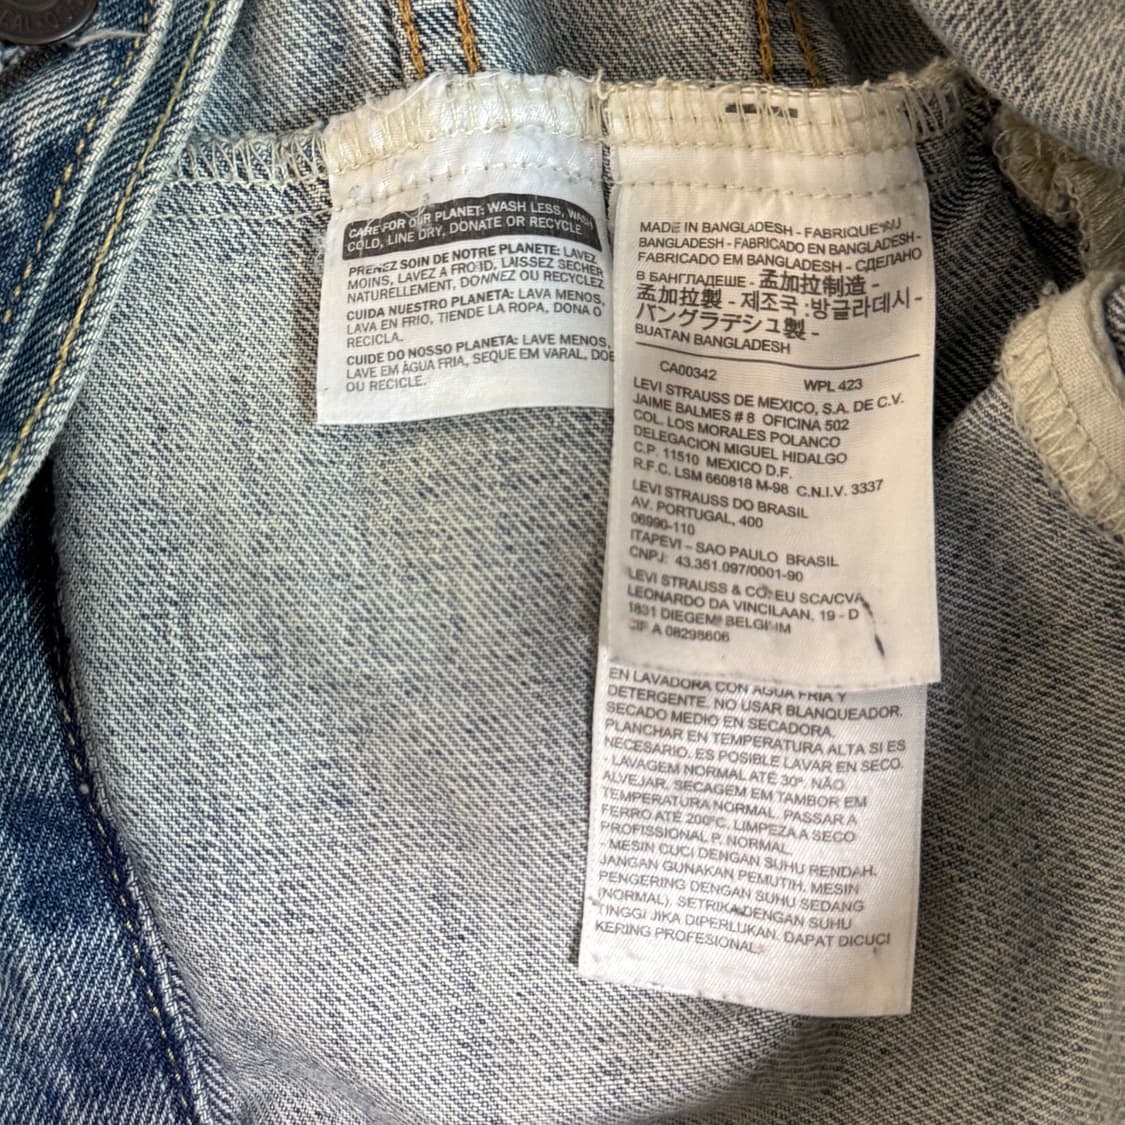 CARE FOR OUR PLANET: WASH LESS, WASH
COLD, LINE DRY, DONATE OR RECYCLE.
PRENEZ SOIN DE NOTRE PLANETE: LAVEZ
MOINS, LAVEZ A FROID, LAISSEZ SECHER
NATURELLEMENT, DONNEZ OU RECYCLEZ
CUIDA NUESTRO PLANETA: LAVA MENOS,
LAVA EN FRIO, TIENDE LA ROPA, DONA O
RECICLA.
CUIDE DO NOSSO PLANETA: LAVE MENOS,
LAVE EM ÀGUA FRIA, SEQUE EM VARAL, DOE
OU RECICLE.
MADE IN BANGLADESH - FABRIQUE AU
BANGLADESH - FABRICADO EN BANGLADESH -
FABRICADO EM BANGLADESH - СДЕЛАНО
В БАНГЛАДЕШЕ - 孟加拉制造 -
孟加拉製 - 제조국 :방글라데시 -
バングラデシュ製 -
BUATAN BANGLADESH
CA00342 WPL 423
LEVI STRAUSS DE MEXICO, S.A. DE C.V.
JAIME BALMES # 8 OFICINA 502
COL. LOS MORALES POLANCO
DELEGACION MIGUEL HIDALGO
C.P. 11510 MEXICO D.F.
R.F.C. LSM 660818 M-98 C.N.I.V. 3337
LEVI STRAUSS DO BRASIL
AV. PORTUGAL, 400
06990-110
ITAPEVI – SAO PAULO BRASIL
CNPJ: 43.351.097/0001-90
LEVI STRAUSS & CO. EU SCA/CVA
LEONARDO DA VINCILAAN, 19 - D
1831 DIEGEM BELGIUM
CIF A 08298606
EN LAVADORA CON AGUA FRIA Y
DETERGENTE. NO USAR BLANQUEADOR.
SECADO MEDIO EN SECADORA.
PLANCHAR EN TEMPERATURA ALTA SI ES
NECESARIO. ES POSIBLE LAVAR EN SECO.
- LAVAGEM NORMAL ATÉ 30°. NÃO
ALVEJAR. SECAGEM EM TAMBOR EM
TEMPERATURA NORMAL. PASSAR A
FERRO ATÉ 200°C. LIMPEZA A SECO
PROFISSIONAL P. NORMAL.
- MESIN CUCI DENGAN SUHU RENDAH.
JANGAN GUNAKAN PEMUTIH. MESIN
PENGERING DENGAN SUHU SEDANG
(NORMAL). SETRIKA DENGAN SUHU
TINGGI JIKA DIPERLUKAN. DAPAT DICUCI
KERING PROFESIONAL.